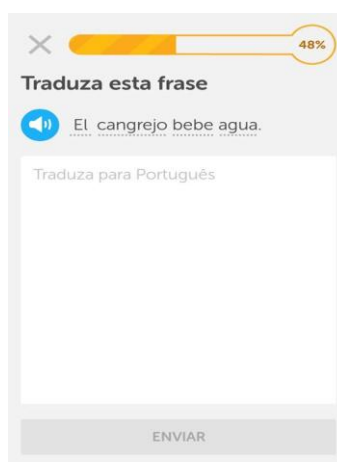 48%
Traduza esta frase
El cangrejo bebe agua.
Traduza para Português
ENVIAR